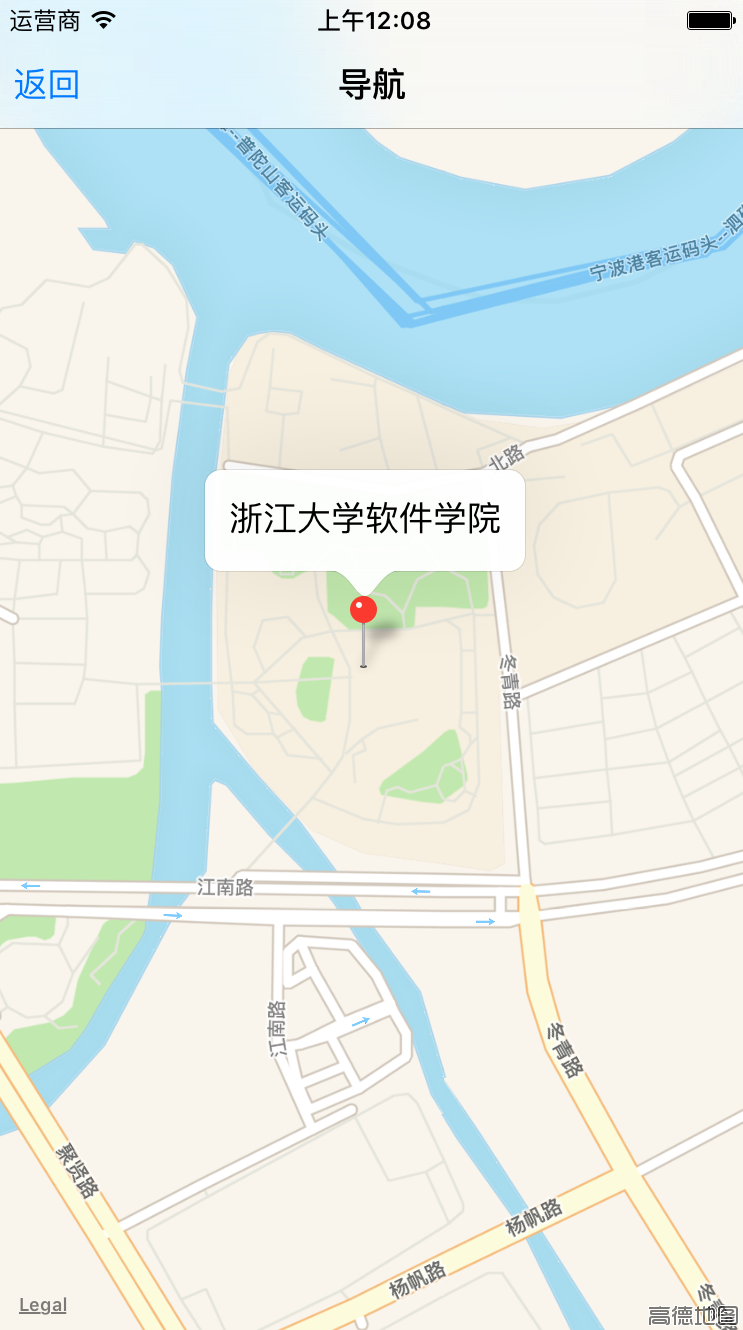 运营商
上午12:08
返回
导航
--普陀山客运码头
宁波港客运码头--泗
北路
浙江大学软件学院
冬青路
江南路
江南路
冬青路
聚贤路
杨帆路
杨帆路
Legal
冬青
高德地图